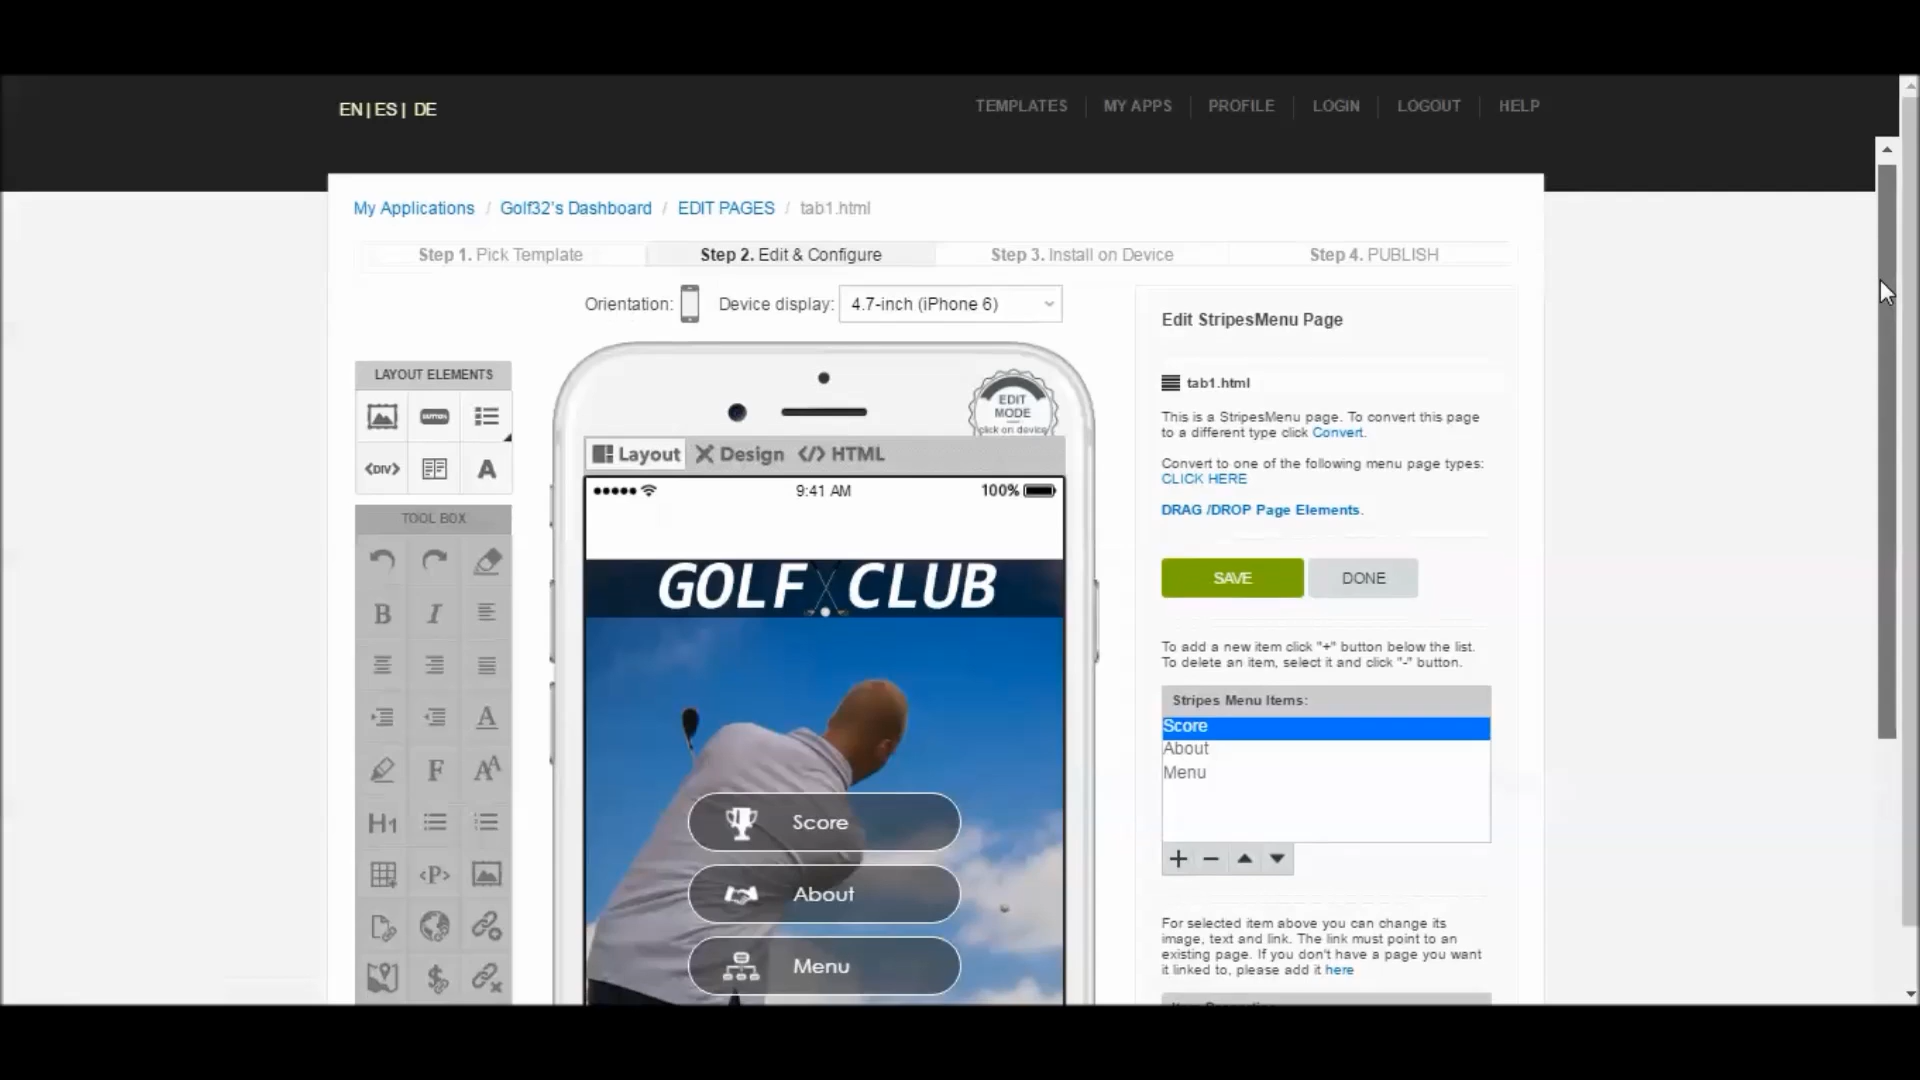 EN| ES| DE
TEMPLATES MY APPS PROFILE LOGIN LOGOUT HELP
My Applications / Golf32's Dashboard / EDIT PAGES / tab1.html
Step 1. Pick Template Step 2. Edit & Configure Step 3. Install on Device Step 4. PUBLISH
Orientation: Device display: 4.7-inch (iPhone 6)
LAYOUT ELEMENTS
BUTTON
<DIV>
A
TOOL BOX
B I
A
F AA
H1
<P>
EDIT
MODE
click on device
Layout Design </> HTML
9:41 AM 100%
GOLF CLUB
Score
About
Menu
Edit StripesMenu Page
tab1.html
This is a StripesMenu page. To convert this page
to a different type click Convert.
Convert to one of the following menu page types:
CLICK HERE
DRAG /DROP Page Elements.
SAVE DONE
To add a new item click "+" button below the list.
To delete an item, select it and click "-" button.
Stripes Menu Items:
Score
About
Menu
For selected item above you can change its
image, text and link. The link must point to an
existing page. If you don't have a page you want
it linked to, please add it here